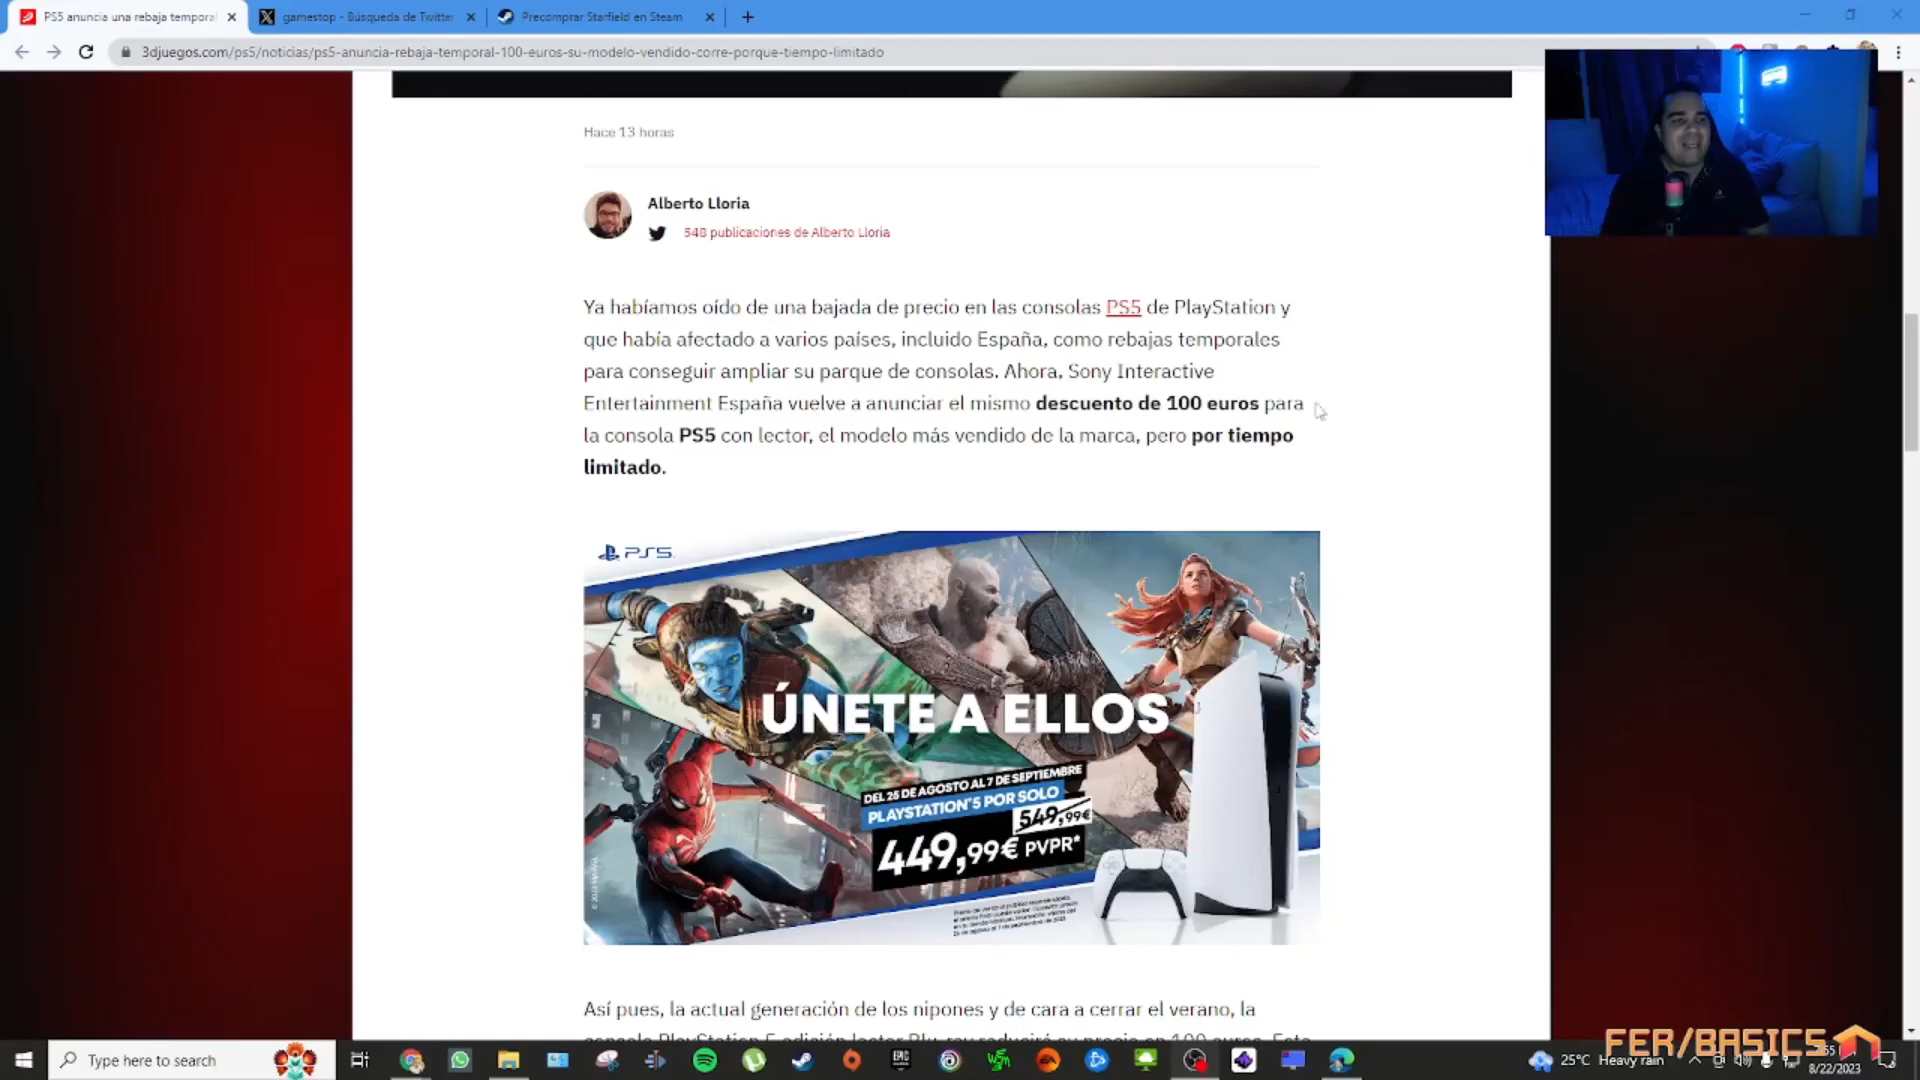 PS5 anuncia una rebaja tempora
gamestop - Búsqueda de Twitter
Precomprar Starfield en Steam
3djuegos.com/ps5/noticias/ps5-anuncia-rebaja-temporal-100-euros-su-modelo-vendido-corre-porque-tiempo-limitado
Hace 13 horas
Alberto Lloria
548 publicaciones de Alberto Lloria
Ya habíamos oído de una bajada de precio en las consolas PS5 de PlayStation y
que había afectado a varios países, incluido España, como rebajas temporales
para conseguir ampliar su parque de consolas. Ahora, Sony Interactive
Entertainment España vuelve a anunciar el mismo descuento de 100 euros para
la consola PS5 con lector, el modelo más vendido de la marca, pero por tiempo
limitado.
PS5
ÚNETE A ELLOS
DEL 25 DE AGOSTO AL 7 DE SEPTIEMBRE
PLAYSTATION®5 POR SOLO
549,99€
449,99€ PVPR*
Así pues, la actual generación de los nipones y de cara a cerrar el verano, la
FER/BASICS
Type here to search
EPIC
EA
25°C Heavy rain
8/22/2023